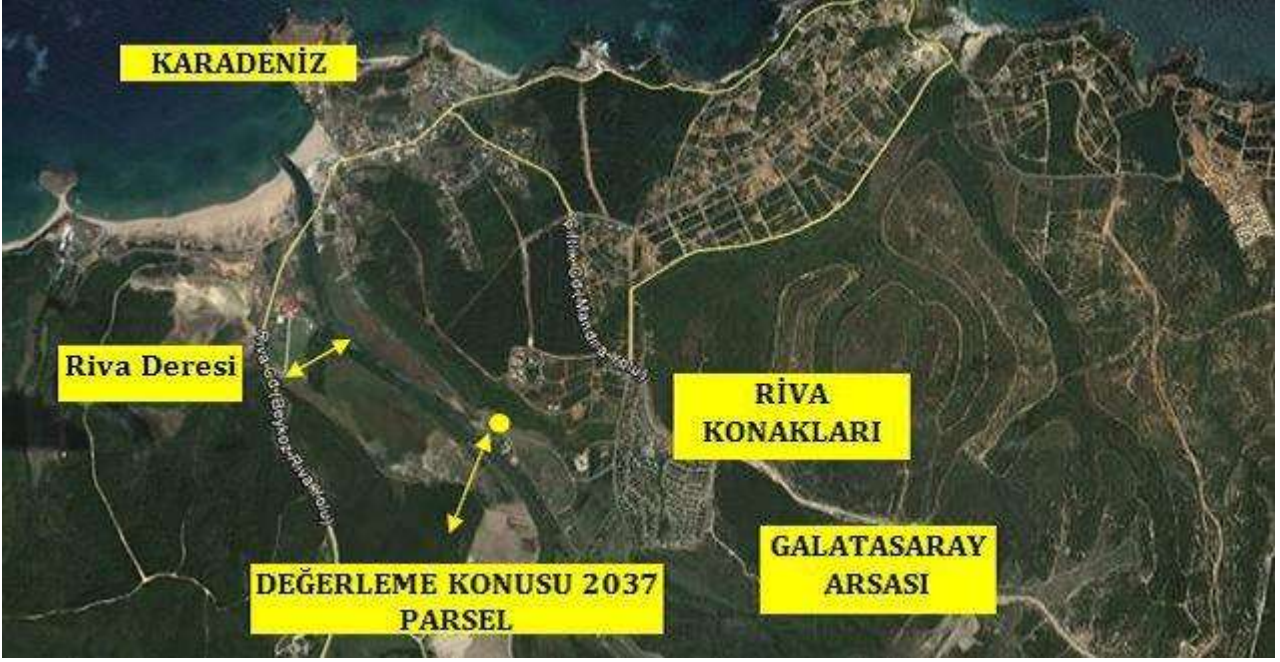 KARADENİZ
Riva Deresi
RİVA
KONAKLARI
GALATASARAY
ARSASI
DEĞERLEME KONUSU 2037
PARSEL